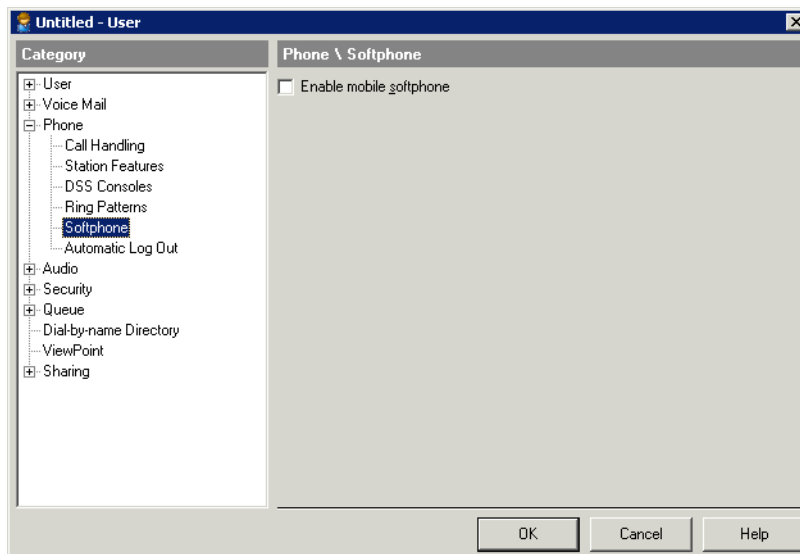 Untitled - User
Category
Phone \ Softphone
User
Voice Mail
Phone
Call Handling
Station Features
DSS Consoles
Ring Patterns
Softphone
Automatic Log Out
Audio
Security
Queue
Dial-by-name Directory
ViewPoint
Sharing
Enable mobile softphone
OK
Cancel
Help